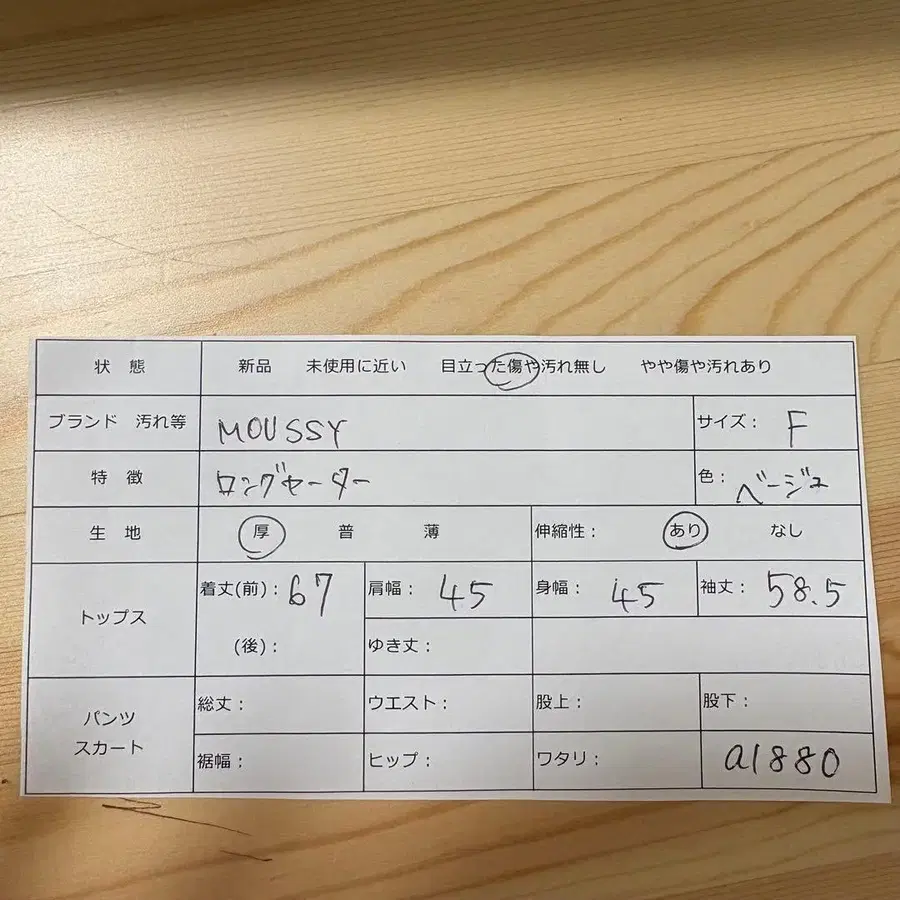 状 態 新品 未使用に近い 目立った傷や汚れ無し やや傷や汚れあり
ブランド 汚れ等 MOUSSY サイズ: F
特 徴 ロングセーター 色: ベージュ
生 地 厚 普 薄 伸縮性: あり なし
トップス 着丈(前): 67 肩幅: 45 身幅: 45 袖丈: 58.5
(後): ゆき丈:
パンツ スカート 総丈: ウエスト: 股上: 股下:
裾幅: ヒップ: ワタリ: a1880